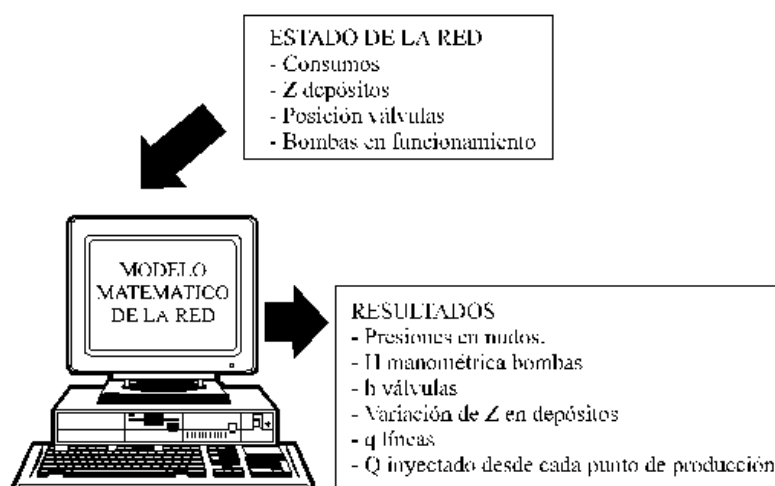 ESTADO DE LA RED
- Consumos
- Z depósitos
- Posición válvulas
- Bombas en funcionamiento
MODELO
MATEMATICO
DE LA RED
RESULTADOS
- Presiones en nudos.
- H manométrica bombas
- h válvulas
- Variación de Z en depósitos
- q líneas
- Q inyectado desde cada punto de producción